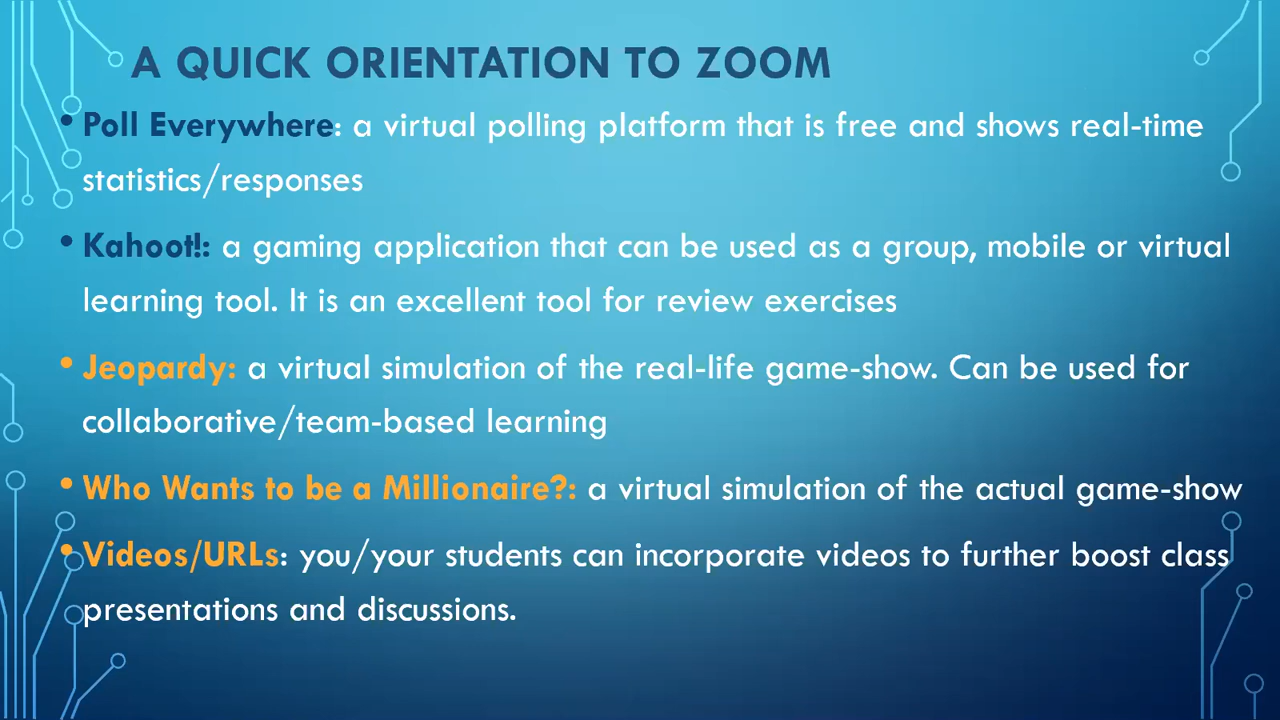 A QUICK ORIENTATION TO ZOOM
• Poll Everywhere: a virtual polling platform that is free and shows real-time
statistics/responses
• Kahoot!: a gaming application that can be used as a group, mobile or virtual
learning tool. It is an excellent tool for review exercises
• Jeopardy: a virtual simulation of the real-life game-show. Can be used for
collaborative/team-based learning
• Who Wants to be a Millionaire?: a virtual simulation of the actual game-show
• Videos/URLs: you/your students can incorporate videos to further boost class
presentations and discussions.